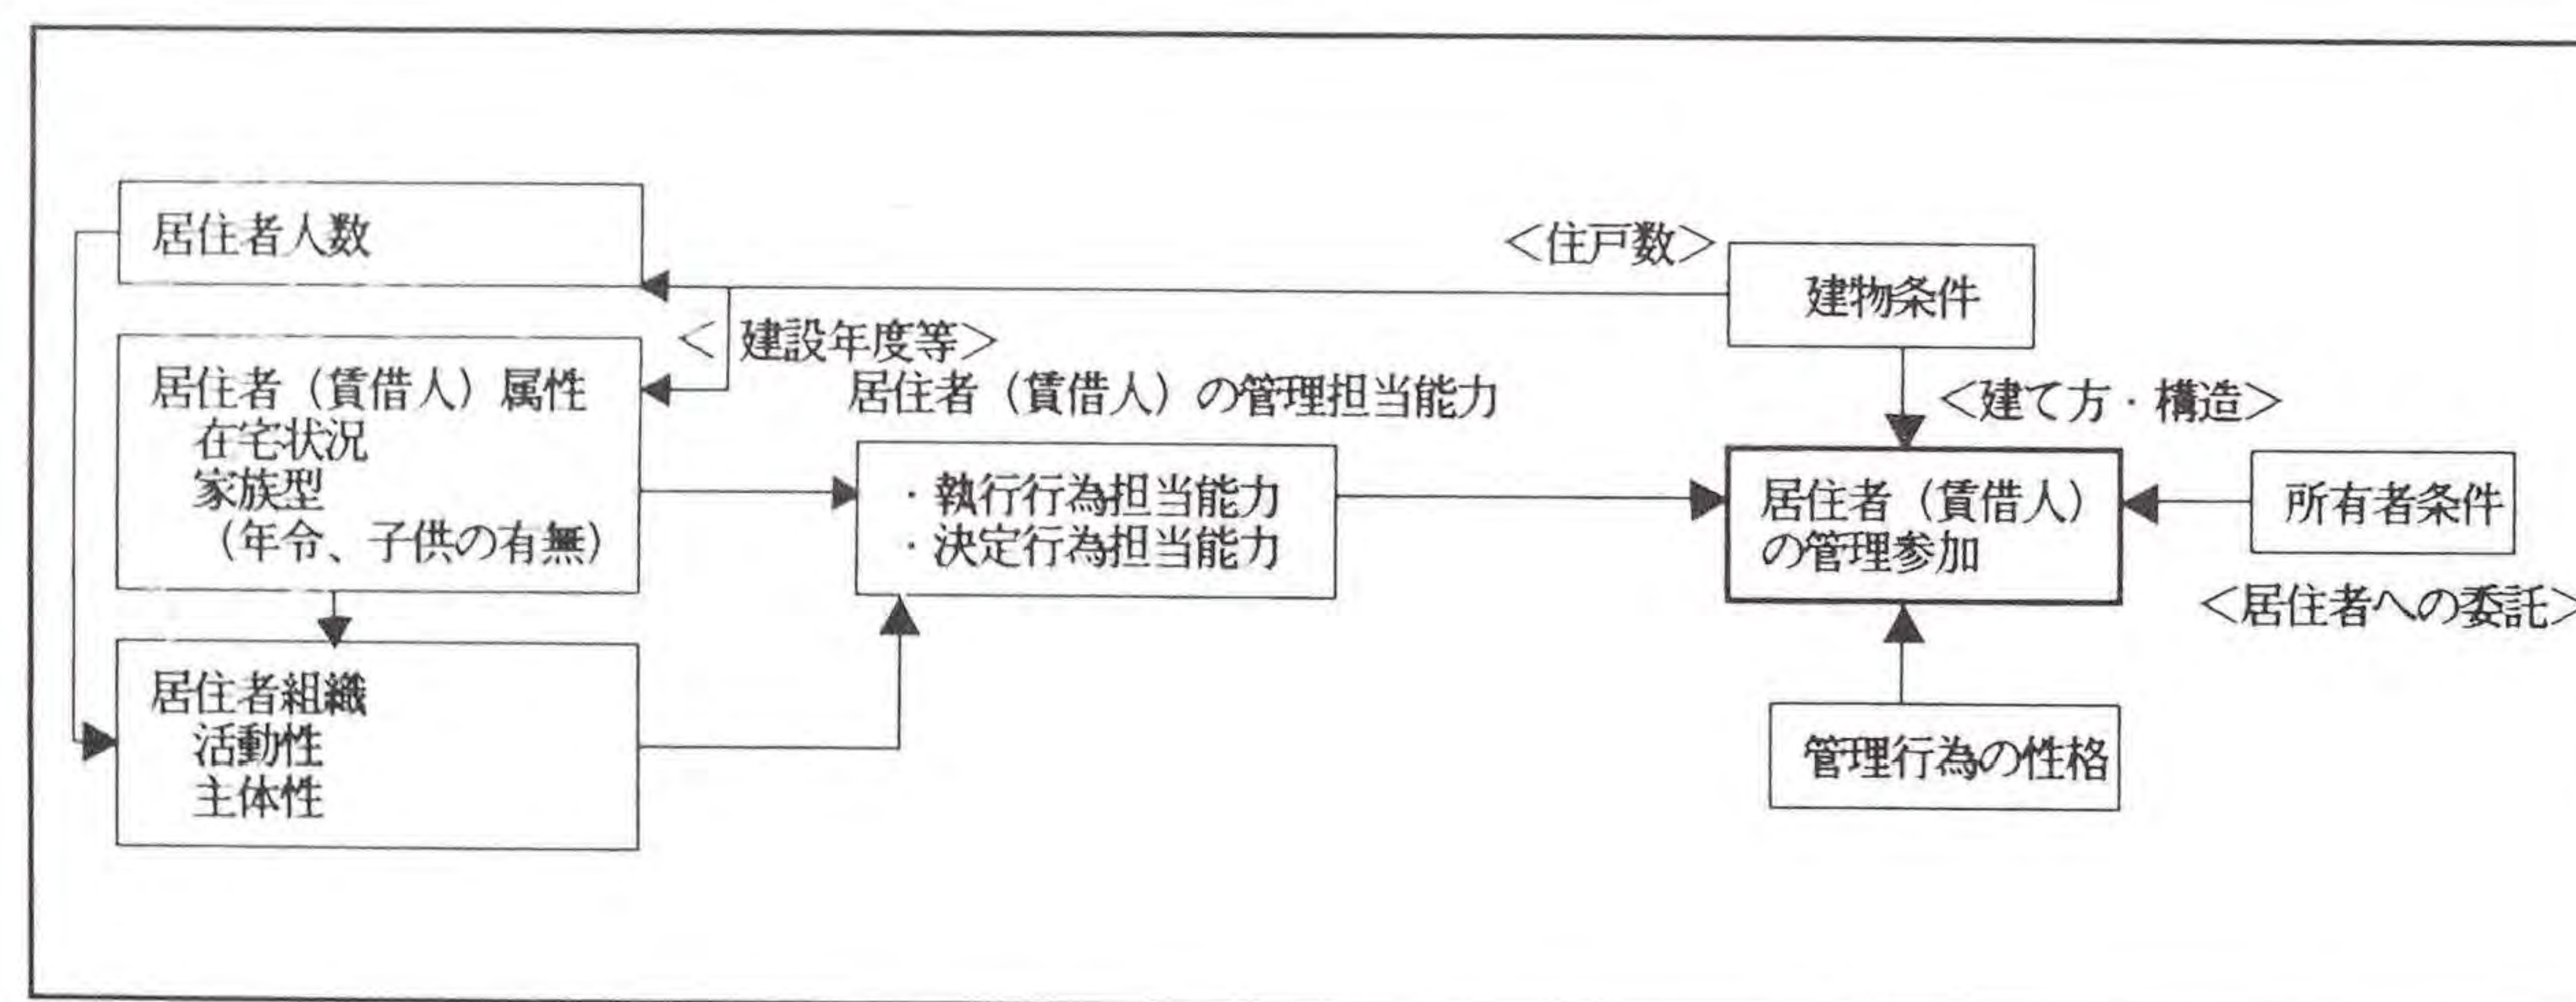 居住者人数
<住戸数>
建物条件
< 建設年度等>
居住者（賃借人）属性
在宅状況
家族型
（年令、子供の有無）
居住者（賃借人）の管理担当能力
・執行行為担当能力
・決定行為担当能力
<建て方・構造>
居住者（賃借人）
の管理参加
所有者条件
<居住者への委託>
居住者組織
活動性
主体性
管理行為の性格